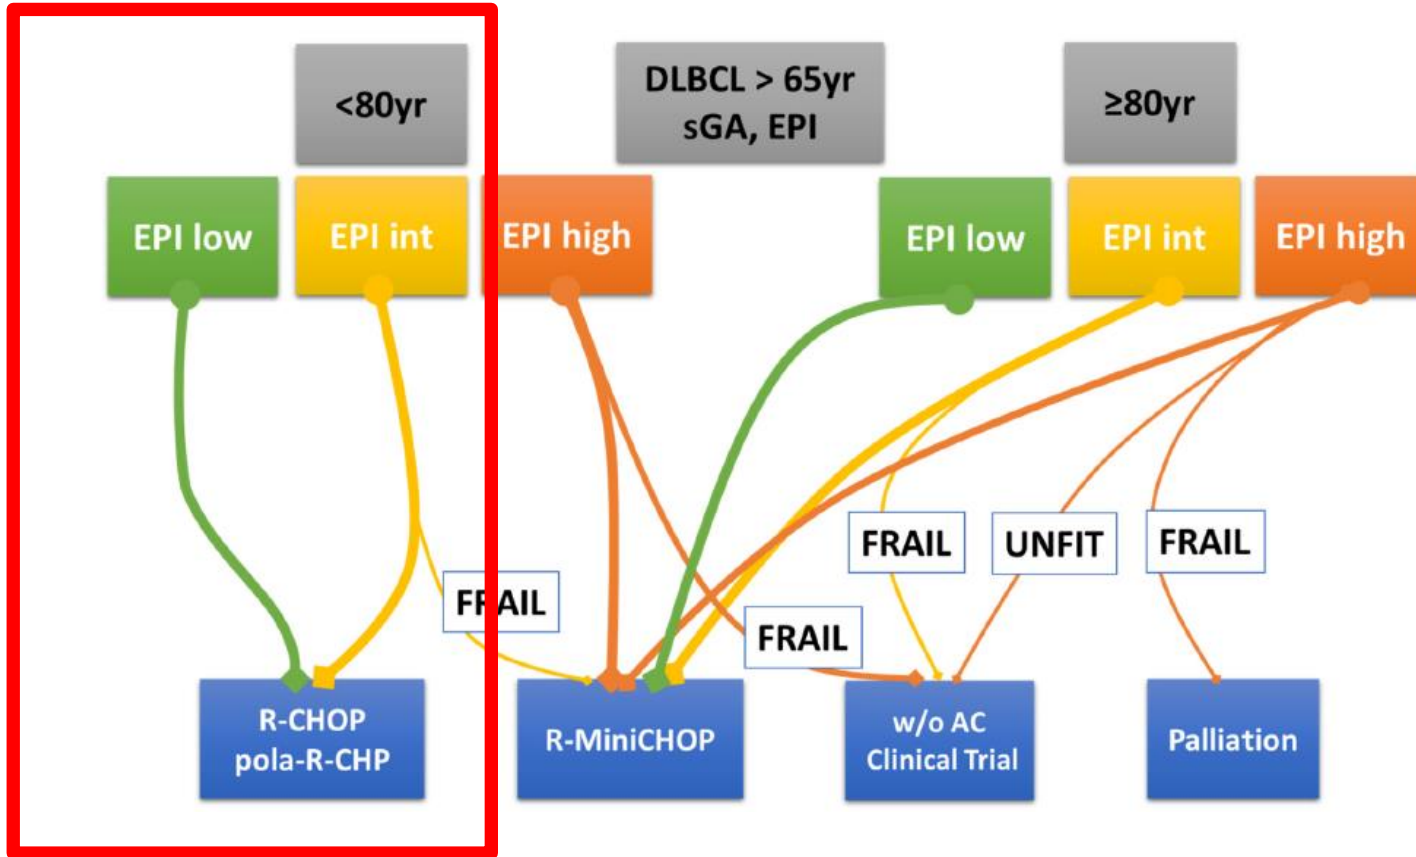 <80yr
DLBCL > 65yr
sGA, EPI
≥80yr
EPI low
EPI int
EPI high
EPI low
EPI int
EPI high
FRAIL
UNFIT
FRAIL
FRAIL
FRAIL
R-CHOP
pola-R-CHP
R-MiniCHOP
w/o AC
Clinical Trial
Palliation